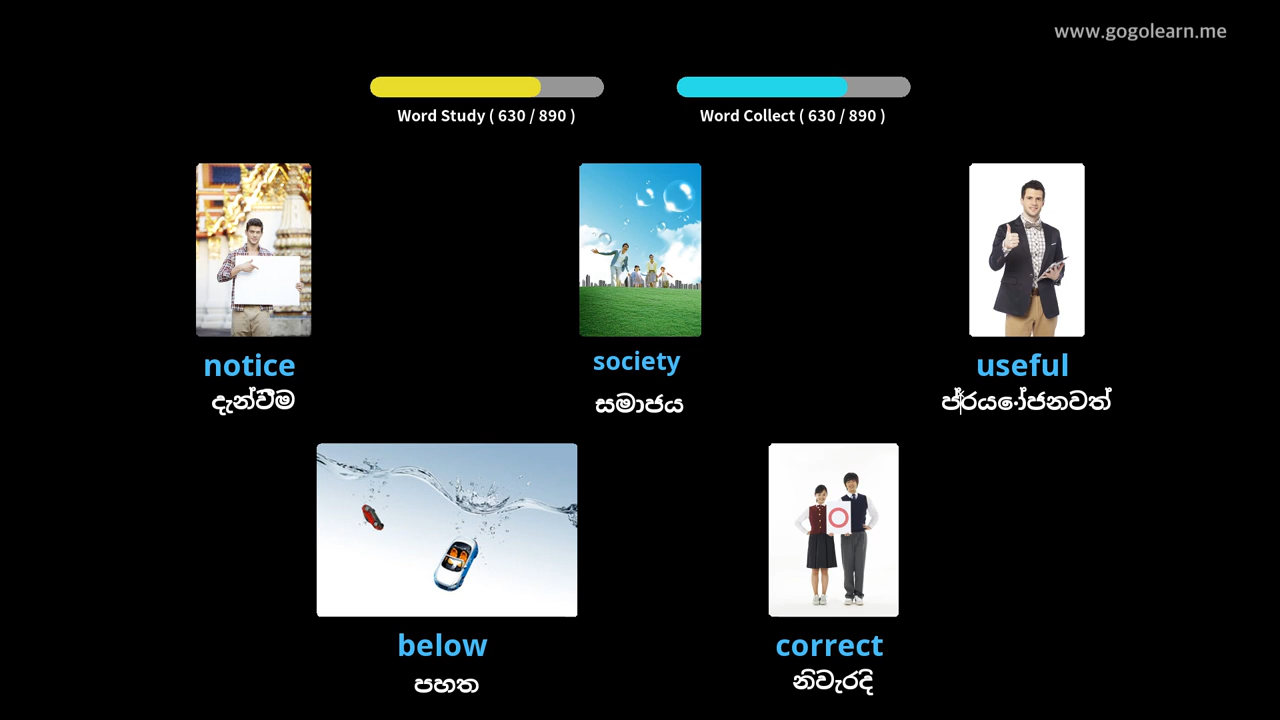 www.gogolearn.me
Word Study ( 630 / 890 )
Word Collect ( 630 / 890 )
notice
දැන්වීම
society
සමාජය
useful
ප්රයෝජනවත්
below
පහත
correct
නිවැරදි